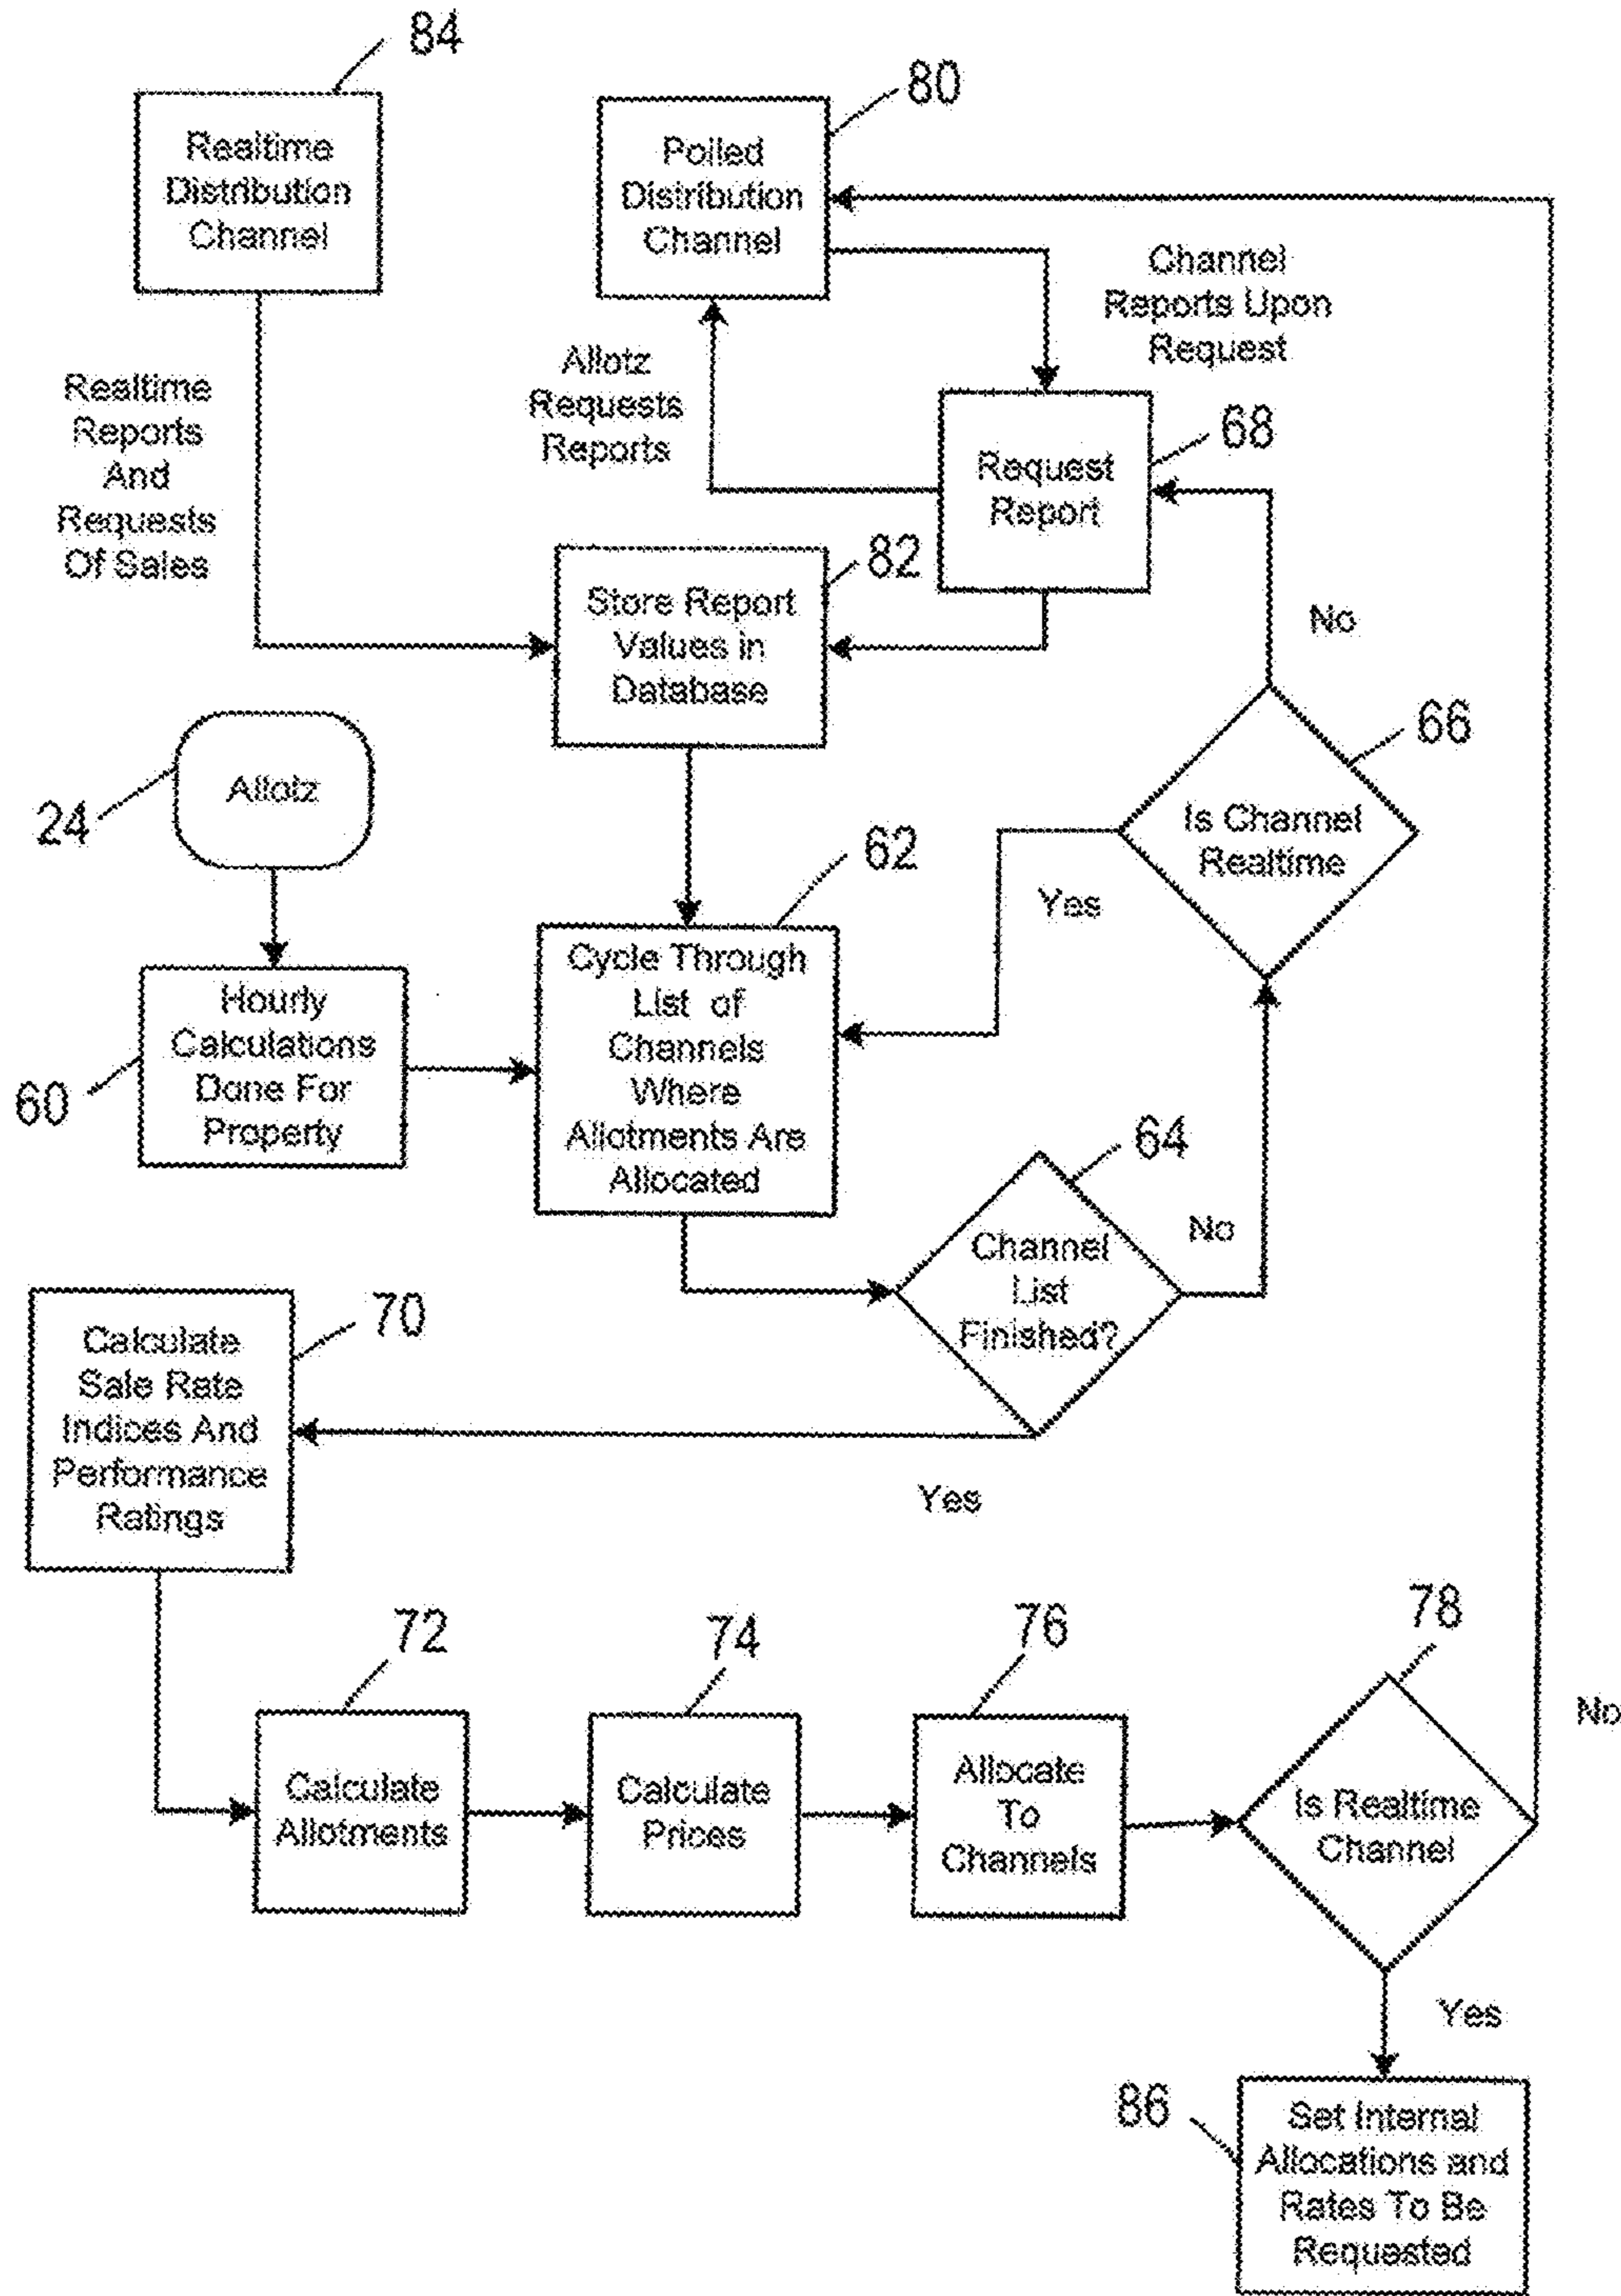 84
Realtime
Distribution
Channel
80
Polled
Distribution
Channel
Channel
Reports Upon
Request
Realtime
Reports
And
Requests
Of Sales
Allotz
Requests
Reports
68
Request
Report
82
Store Report
Values in
Database
No
66
Is Channel
Realtime
Yes
24
Allotz
62
Cycle Through
List of
Channels
Where
Allotments Are
Allocated
60
Hourly
Calculations
Done For
Property
64
Channel
List
Finished?
No
Yes
70
Calculate
Sale Rate
Indices And
Performance
Ratings
72
Calculate
Allotments
74
Calculate
Prices
76
Allocate
To
Channels
78
Is Realtime
Channel
No
Yes
86
Set Internal
Allocations and
Rates To Be
Requested